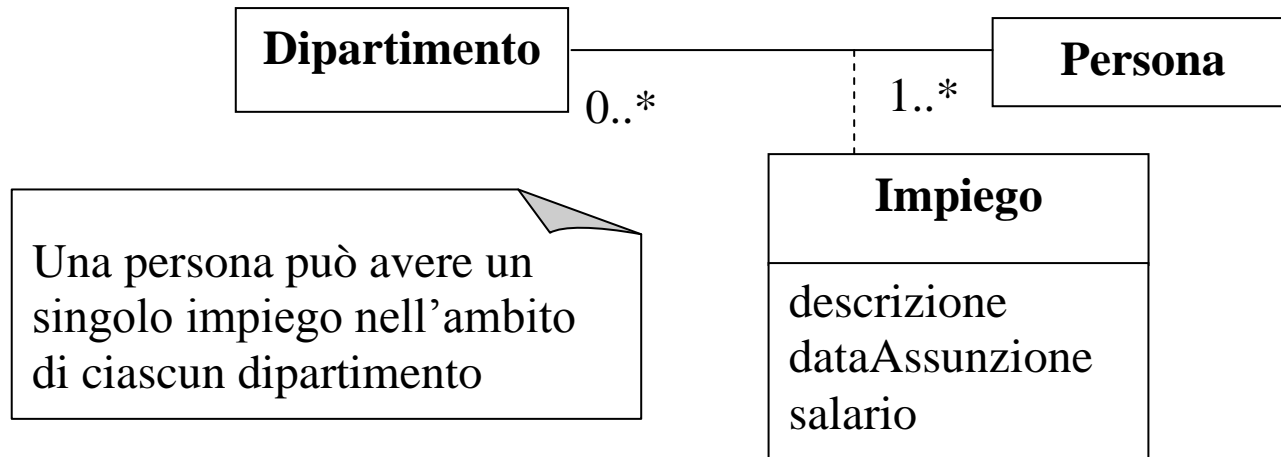 Dipartimento
Persona
0..*
1..*
Impiego
descrizione
dataAssunzione
salario
Una persona può avere un
singolo impiego nell’ambito
di ciascun dipartimento